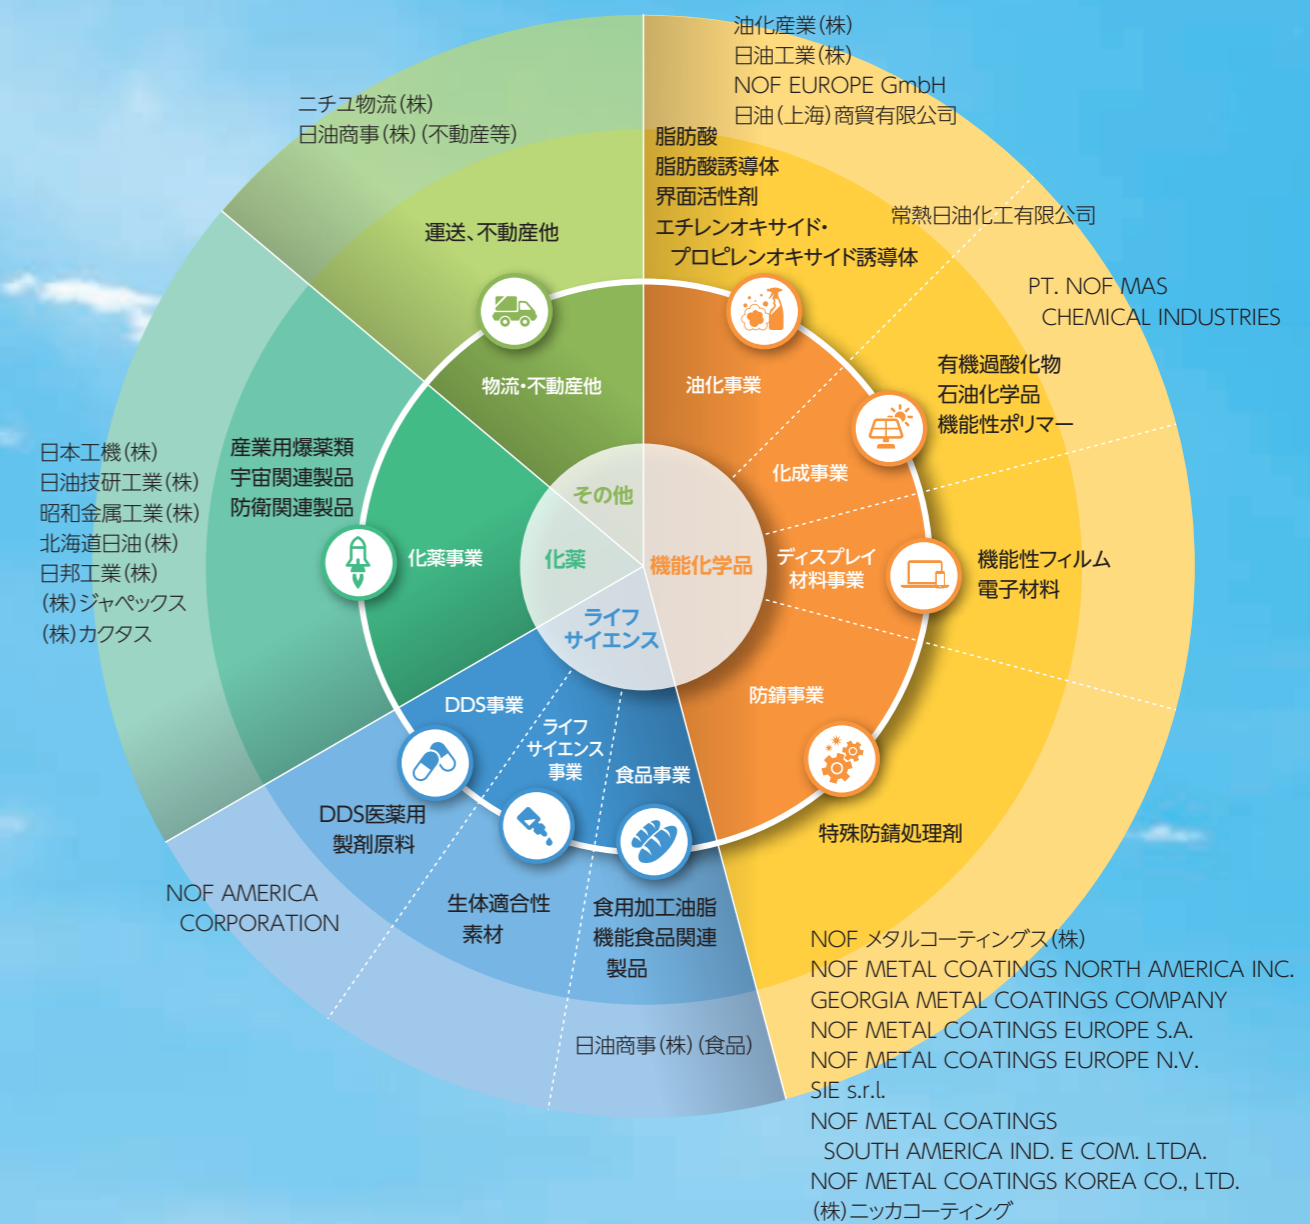 油化産業(株)
日油工業(株)
NOF EUROPE GmbH
日油(上海)商貿有限公司
常熱日油化工有限公司
PT. NOF MAS
CHEMICAL INDUSTRIES
脂肪酸
脂肪酸誘導体
界面活性剤
エチレンオキサイド・
プロピレンオキサイド誘導体
油化事業
有機過酸化物
石油化学品
機能性ポリマー
化成事業
ディスプレイ
材料事業
機能性フィルム
電子材料
機能化学品
防錆事業
特殊防錆処理剤
NOF メタルコーティングス(株)
NOF METAL COATINGS NORTH AMERICA INC.
GEORGIA METAL COATINGS COMPANY
NOF METAL COATINGS EUROPE S.A.
NOF METAL COATINGS EUROPE N.V.
SIE s.r.l.
NOF METAL COATINGS
SOUTH AMERICA IND. E COM. LTDA.
NOF METAL COATINGS KOREA CO., LTD.
(株)ニッカコーティング
ライフ
サイエンス
食品事業
食用加工油脂
機能食品関連
製品
日油商事(株)(食品)
ライフ
サイエンス
事業
生体適合性
素材
DDS事業
DDS医薬用
製剤原料
NOF AMERICA
CORPORATION
化薬
化薬事業
産業用爆薬類
宇宙関連製品
防衛関連製品
日本工機(株)
日油技研工業(株)
昭和金属工業(株)
北海道日油(株)
日邦工業(株)
(株)ジャペックス
(株)カクタス
その他
物流・不動産他
運送、不動産他
ニチユ物流(株)
日油商事(株)(不動産等)